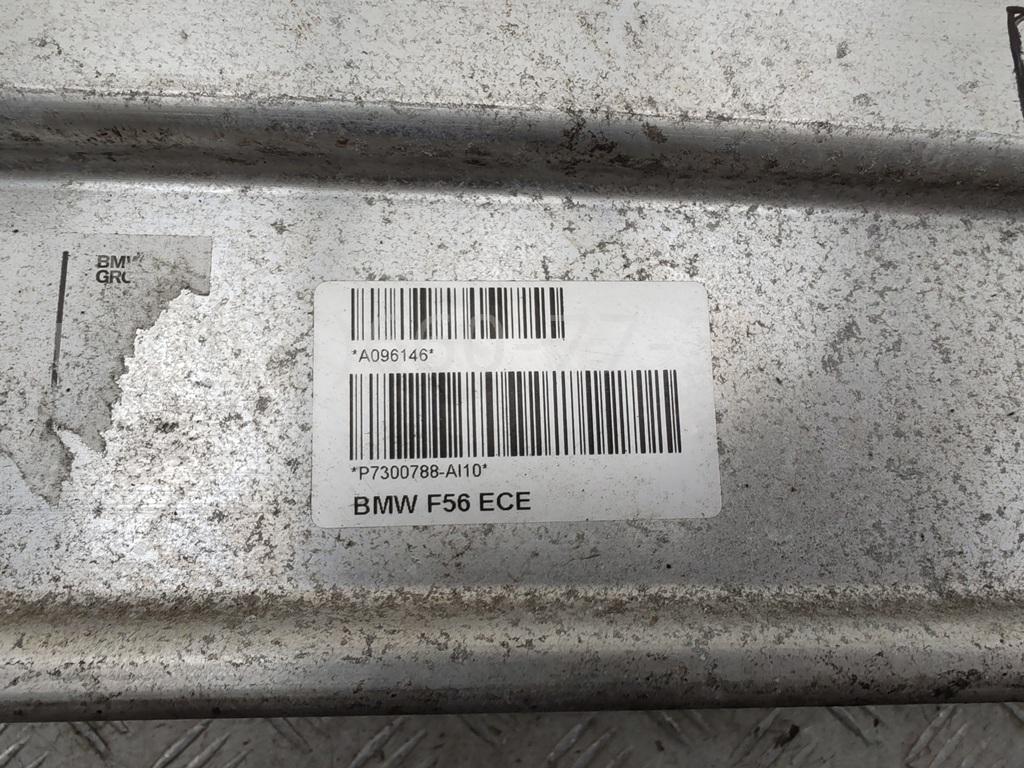 BMW
GRO
*A096146*
*P7300788-AI10*
BMW F56 ECE